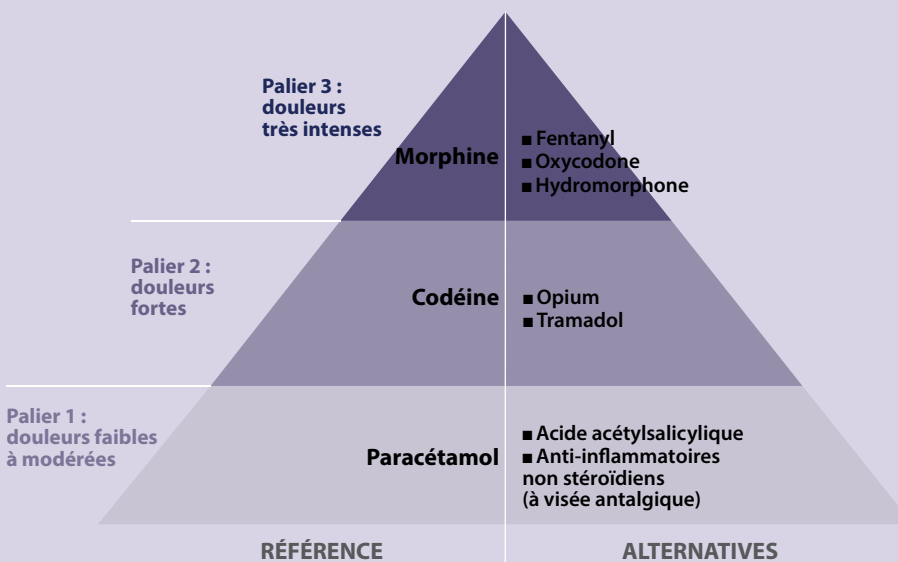 Palier 3 :
douleurs
très intenses
Morphine
■ Fentanyl
■ Oxycodone
■ Hydromorphone
Palier 2 :
douleurs
fortes
Codéine
■ Opium
■ Tramadol
Palier 1 :
douleurs faibles
à modérées
Paracétamol
■ Acide acétylsalicylique
■ Anti-inflammatoires
non stéroïdiens
(à visée antalgique)
RÉFÉRENCE
ALTERNATIVES